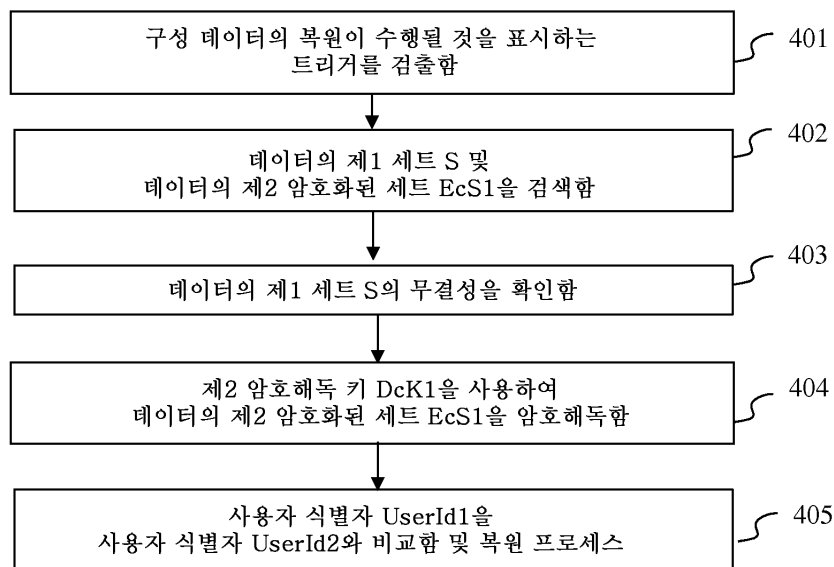 구성 데이터의 복원이 수행될 것을 표시하는
트리거를 검출함
401
데이터의 제1 세트 S 및
데이터의 제2 암호화된 세트 EcS1을 검색함
402
데이터의 제1 세트 S의 무결성을 확인함
403
제2 암호해독 키 DcK1을 사용하여
데이터의 제2 암호화된 세트 EcS1을 암호해독함
404
사용자 식별자 UserId1을
사용자 식별자 UserId2와 비교함 및 복원 프로세스
405